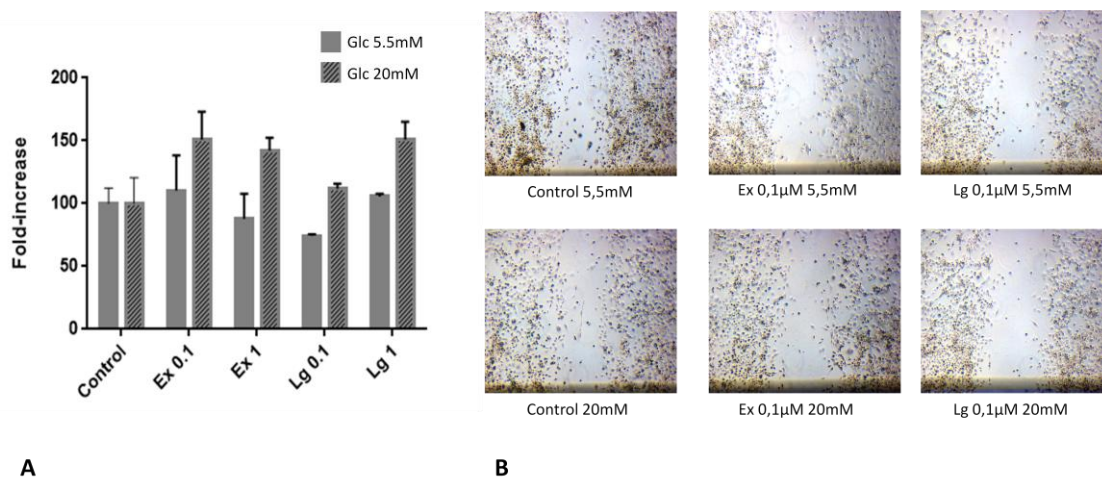 Glc 5.5mM
Glc 20mM
200
150
100
50
0
Fold-increase
Control
Ex 0.1
Ex 1
Lg 0.1
Lg 1
A
Control 5,5mM
Ex 0,1µM 5,5mM
Lg 0,1µM 5,5mM
Control 20mM
Ex 0,1µM 20mM
Lg 0,1µM 20mM
B